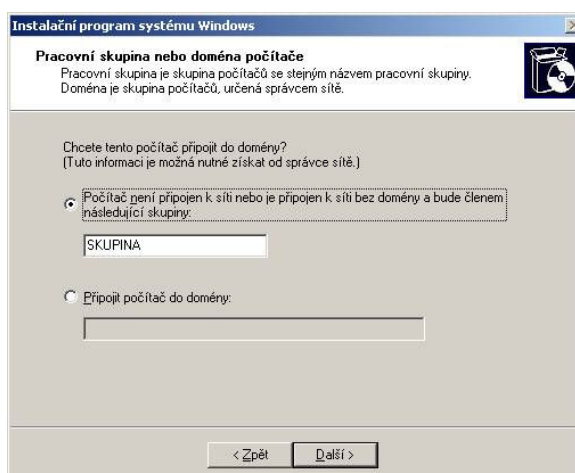 Instalační program systému Windows
Pracovní skupina nebo doména počítače
Pracovní skupina je skupina počítačů se stejným názvem pracovní skupiny.
Doména je skupina počítačů, určená správcem sítě.
Chcete tento počítač připojit do domény?
(Tuto informaci je možná nutné získat od správce sítě.)
Počítač není připojen k síti nebo je připojen k síti bez domény a bude členem
následující skupiny:
SKUPINA
Připojit počítač do domény:
< Zpět
Další >